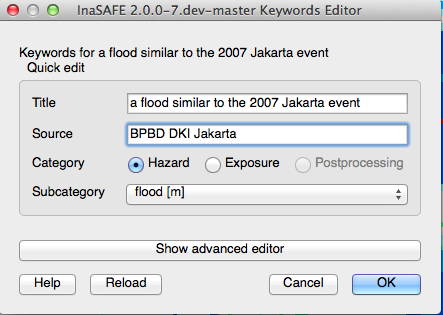 InaSAFE 2.0.0-7.dev-master Keywords Editor
Keywords for a flood similar to the 2007 Jakarta event
Quick edit
Title a flood similar to the 2007 Jakarta event
Source BPBD DKI Jakarta
Category Hazard Exposure Postprocessing
Subcategory flood [m]
Show advanced editor
Help Reload Cancel OK